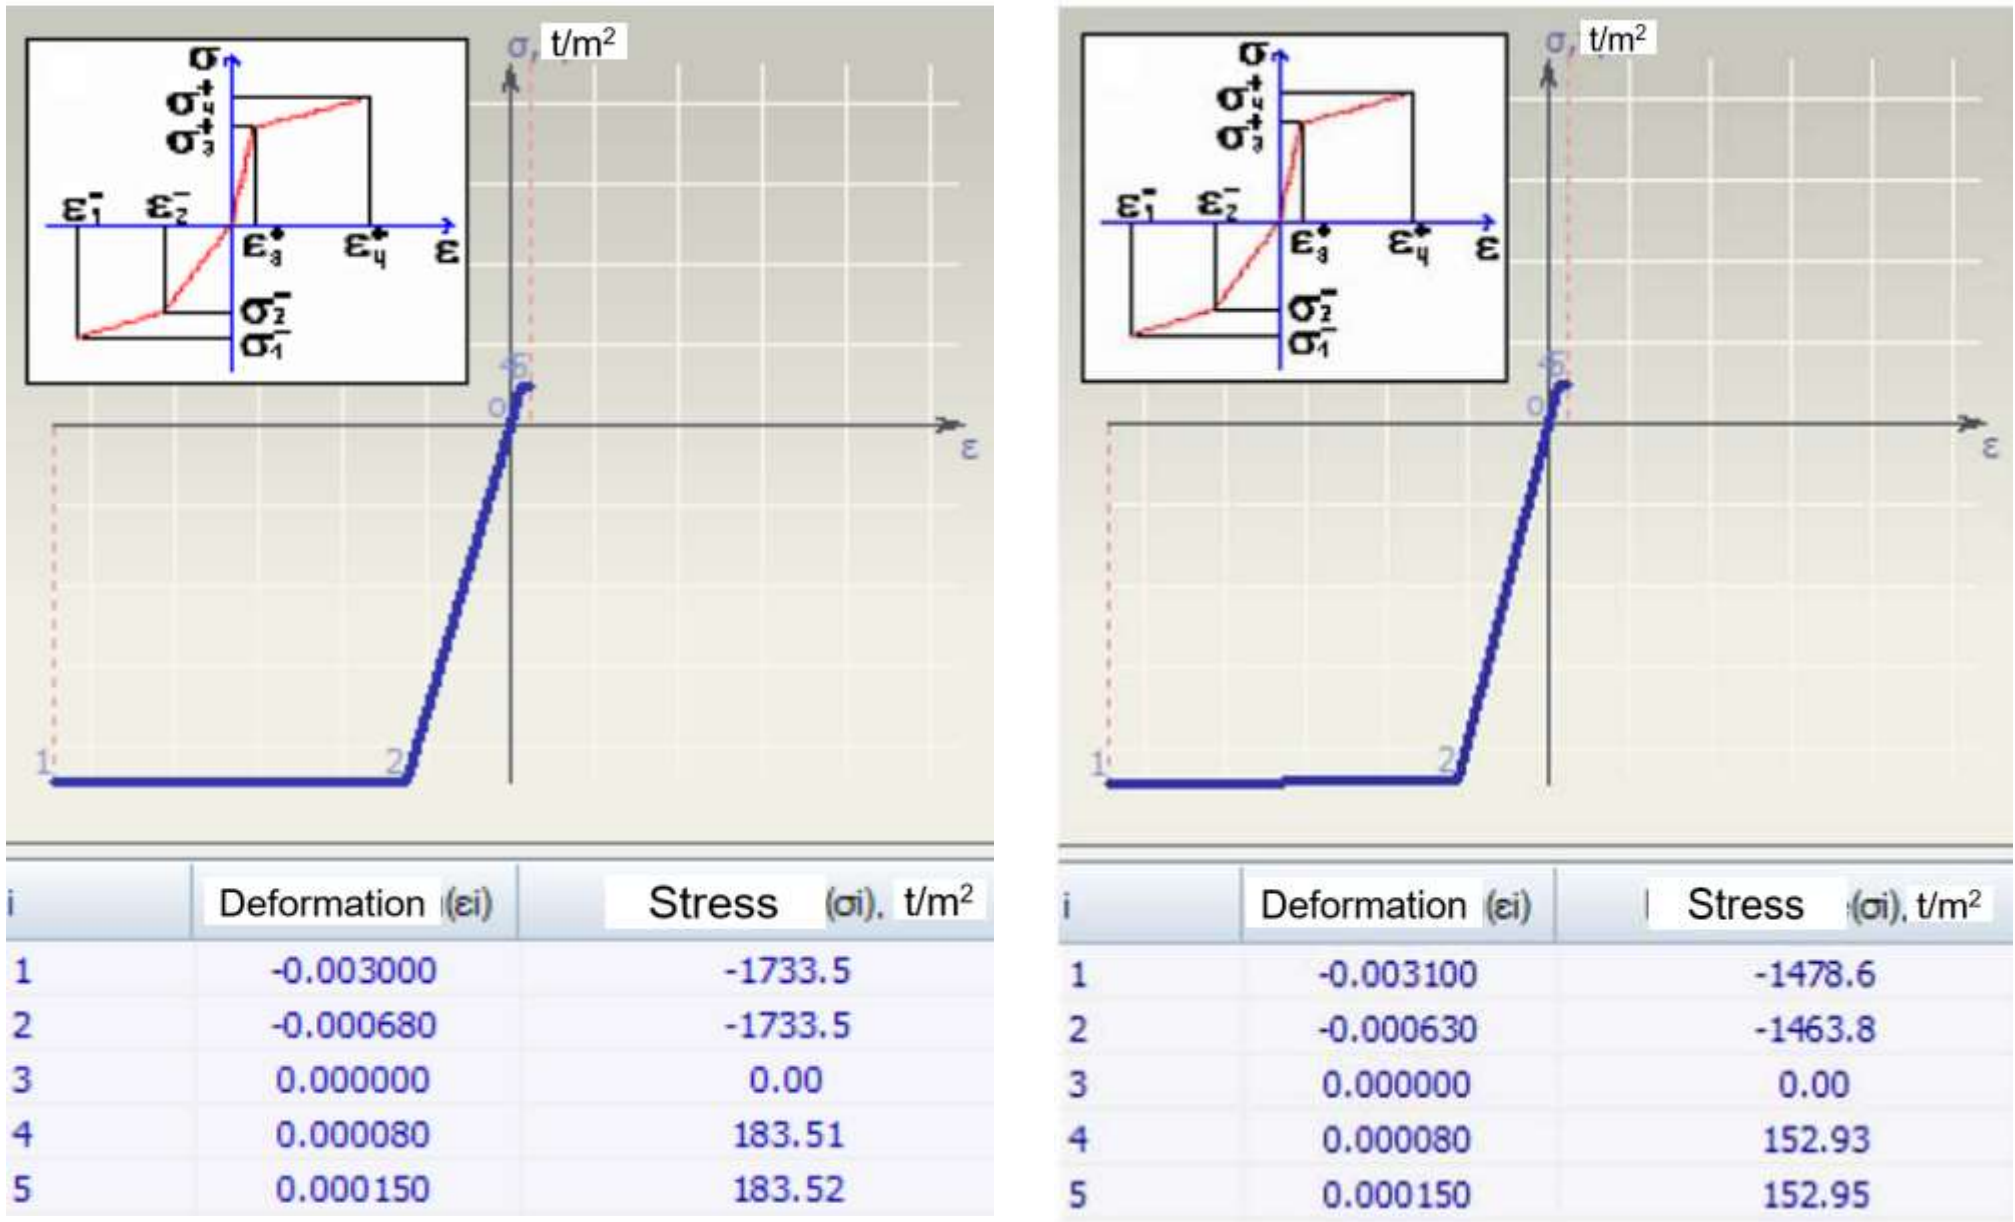 σ, t/m²
σ
σ₄⁺
σ₃⁺
ε₁⁻ ε₂⁻
ε₃⁺ ε₄⁺ ε
σ₂⁻
σ₁⁻
45
0
ε
1
2
i Deformation (εi) Stress (σi), t/m²
1 -0.003000 -1733.5
2 -0.000680 -1733.5
3 0.000000 0.00
4 0.000080 183.51
5 0.000150 183.52
σ, t/m²
σ
σ₄⁺
σ₃⁺
ε₁⁻ ε₂⁻
ε₃⁺ ε₄⁺ ε
σ₂⁻
σ₁⁻
45
0
ε
1
2
i Deformation (εi) Stress (σi), t/m²
1 -0.003100 -1478.6
2 -0.000630 -1463.8
3 0.000000 0.00
4 0.000080 152.93
5 0.000150 152.95